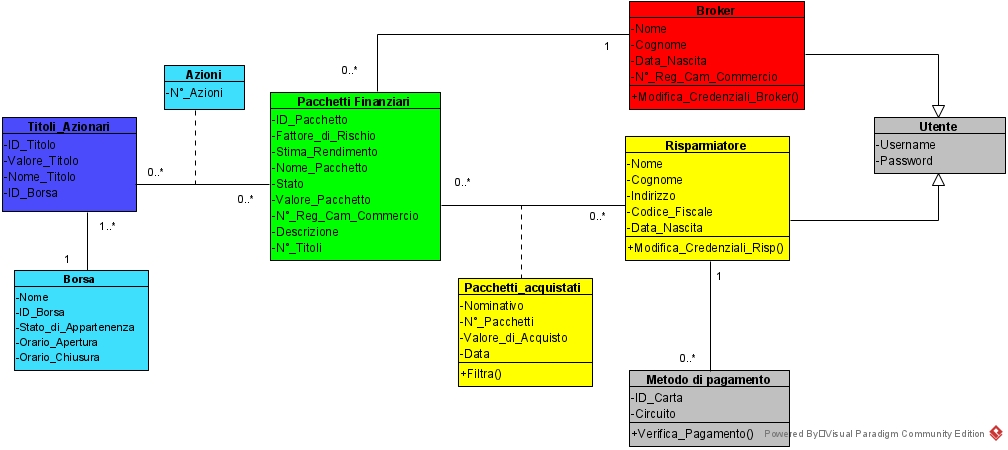 Broker
-Nome
-Cognome
-Data_Nascita
-N°_Reg_Cam_Commercio
+Modifica_Credenziali_Broker()
1
0..*
Azioni
-N°_Azioni
Pacchetti Finanziari
-ID_Pacchetto
-Fattore_di_Rischio
-Stima_Rendimento
-Nome_Pacchetto
-Stato
-Valore_Pacchetto
-N°_Reg_Cam_Commercio
-Descrizione
-N°_Titoli
Titoli_Azionari
-ID_Titolo
-Valore_Titolo
-Nome_Titolo
-ID_Borsa
0..*
0..*
Utente
-Username
-Password
Risparmiatore
-Nome
-Cognome
-Indirizzo
-Codice_Fiscale
-Data_Nascita
+Modifica_Credenziali_Risp()
0..*
0..*
1..*
1
Borsa
-Nome
-ID_Borsa
-Stato_di_Appartenenza
-Orario_Apertura
-Orario_Chiusura
Pacchetti_acquistati
-Nominativo
-N°_Pacchetti
-Valore_di_Acquisto
-Data
+Filtra()
1
0..*
Metodo di pagamento
-ID_Carta
-Circuito
+Verifica_Pagamento()
Powered By Visual Paradigm Community Edition